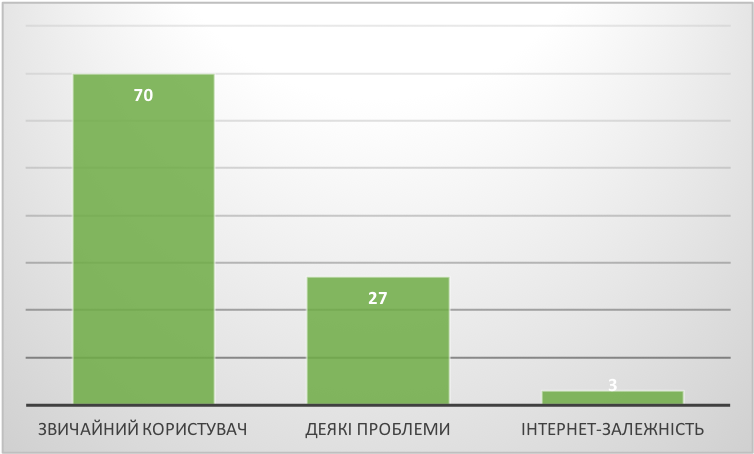 70
27
3
ЗВИЧАЙНИЙ КОРИСТУВАЧ
ДЕЯКІ ПРОБЛЕМИ
ІНТЕРНЕТ-ЗАЛЕЖНІСТЬ